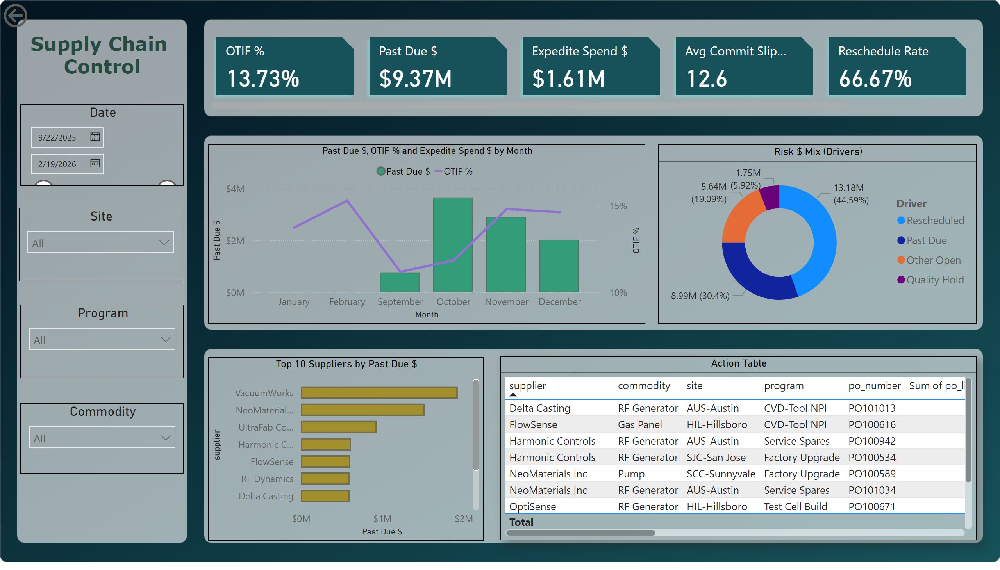 Supply Chain
Control
Date
9/22/2025
2/19/2026
Site
All
Program
All
Commodity
All
OTIF %
13.73%
Past Due $
$9.37M
Expedite Spend $
$1.61M
Avg Commit Slip...
12.6
Reschedule Rate
66.67%
Past Due $, OTIF % and Expedite Spend $ by Month
Past Due $ OTIF %
Past Due $
$4M
$2M
$0M
15%
10%
OTIF %
January February September October November December
Month
Risk $ Mix (Drivers)
1.75M
(5.92%)
5.64M
(19.09%)
13.18M
(44.59%)
8.99M (30.4%)
Driver
Rescheduled
Past Due
Other Open
Quality Hold
Top 10 Suppliers by Past Due $
supplier
VacuumWorks
NeoMaterial...
UltraFab Co...
Harmonic C...
FlowSense
RF Dynamics
Delta Casting
$0M $1M $2M
Past Due $
Action Table
supplier commodity site program po_number Sum of po_li
Delta Casting RF Generator AUS-Austin CVD-Tool NPI PO101013
FlowSense Gas Panel HIL-Hillsboro CVD-Tool NPI PO100616
Harmonic Controls RF Generator AUS-Austin Service Spares PO100942
Harmonic Controls RF Generator SJC-San Jose Factory Upgrade PO100534
NeoMaterials Inc Pump SCC-Sunnyvale Factory Upgrade PO100589
NeoMaterials Inc RF Generator AUS-Austin Service Spares PO101034
OptiSense RF Generator HIL-Hillsboro Test Cell Build PO100671
Total